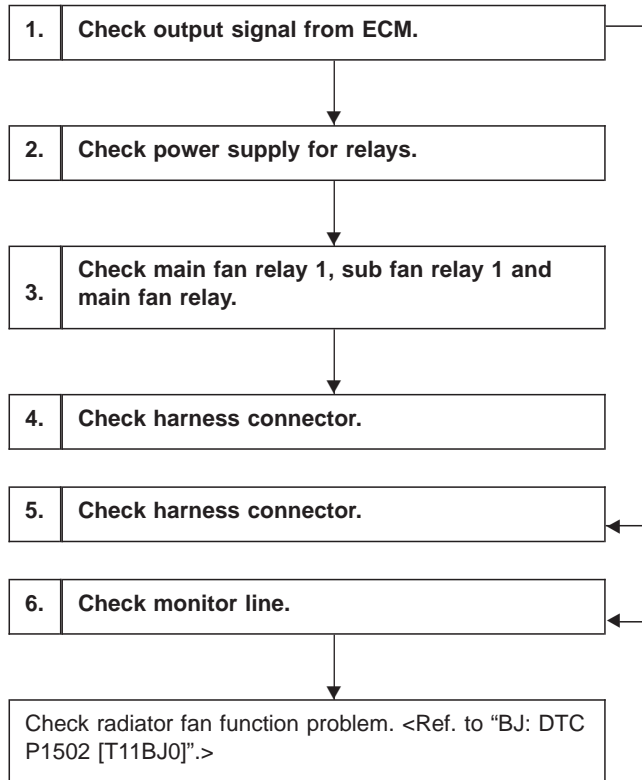 1. Check output signal from ECM.
2. Check power supply for relays.
3. Check main fan relay 1, sub fan relay 1 and
main fan relay.
4. Check harness connector.
5. Check harness connector.
6. Check monitor line.
Check radiator fan function problem. <Ref. to “BJ: DTC
P1502 [T11BJ0]”.>